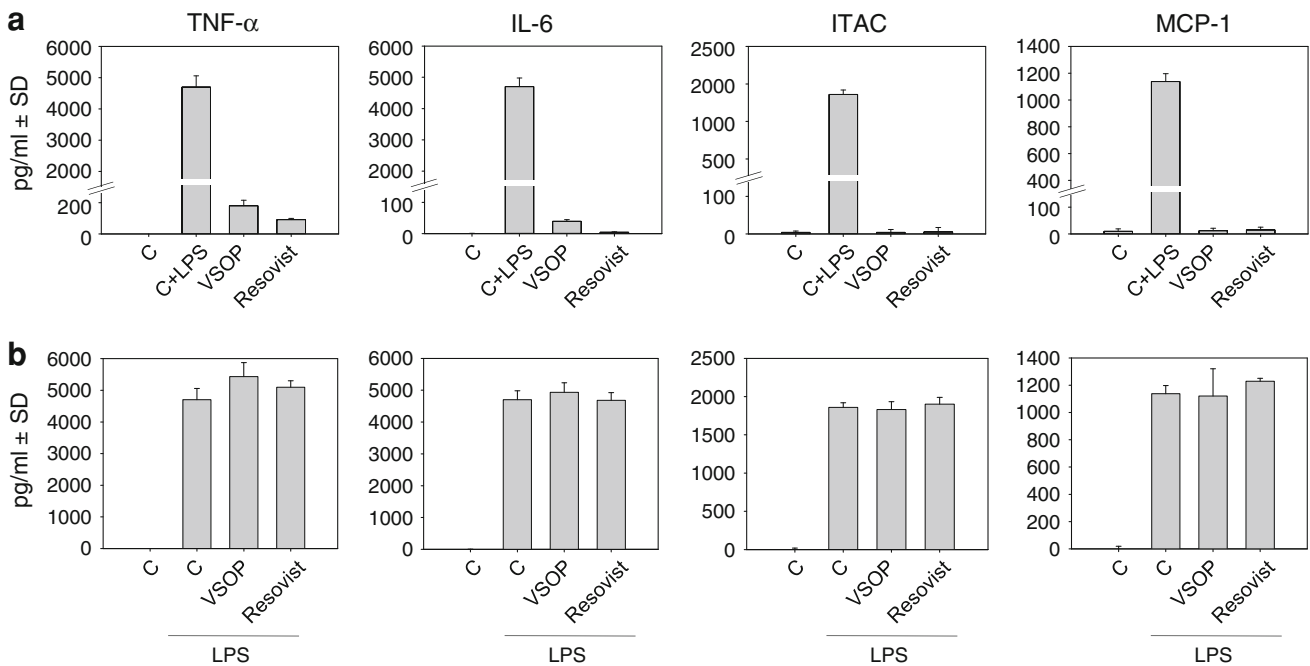 a
TNF-α
IL-6
ITAC
MCP-1
pg/ml ± SD
6000
5000
4000
3000
2000
200
0
C
C+LPS
VSOP
Resovist
6000
5000
4000
3000
2000
100
0
C
C+LPS
VSOP
Resovist
2500
2000
1000
500
100
0
C
C+LPS
VSOP
Resovist
1400
1200
1000
800
600
400
100
0
C
C+LPS
VSOP
Resovist
b
pg/ml ± SD
6000
5000
4000
3000
2000
1000
0
C
C
VSOP
Resovist
LPS
6000
5000
4000
3000
2000
1000
0
C
C
VSOP
Resovist
LPS
2500
2000
1500
1000
500
0
C
C
VSOP
Resovist
LPS
1400
1200
1000
800
600
400
200
0
C
C
VSOP
Resovist
LPS